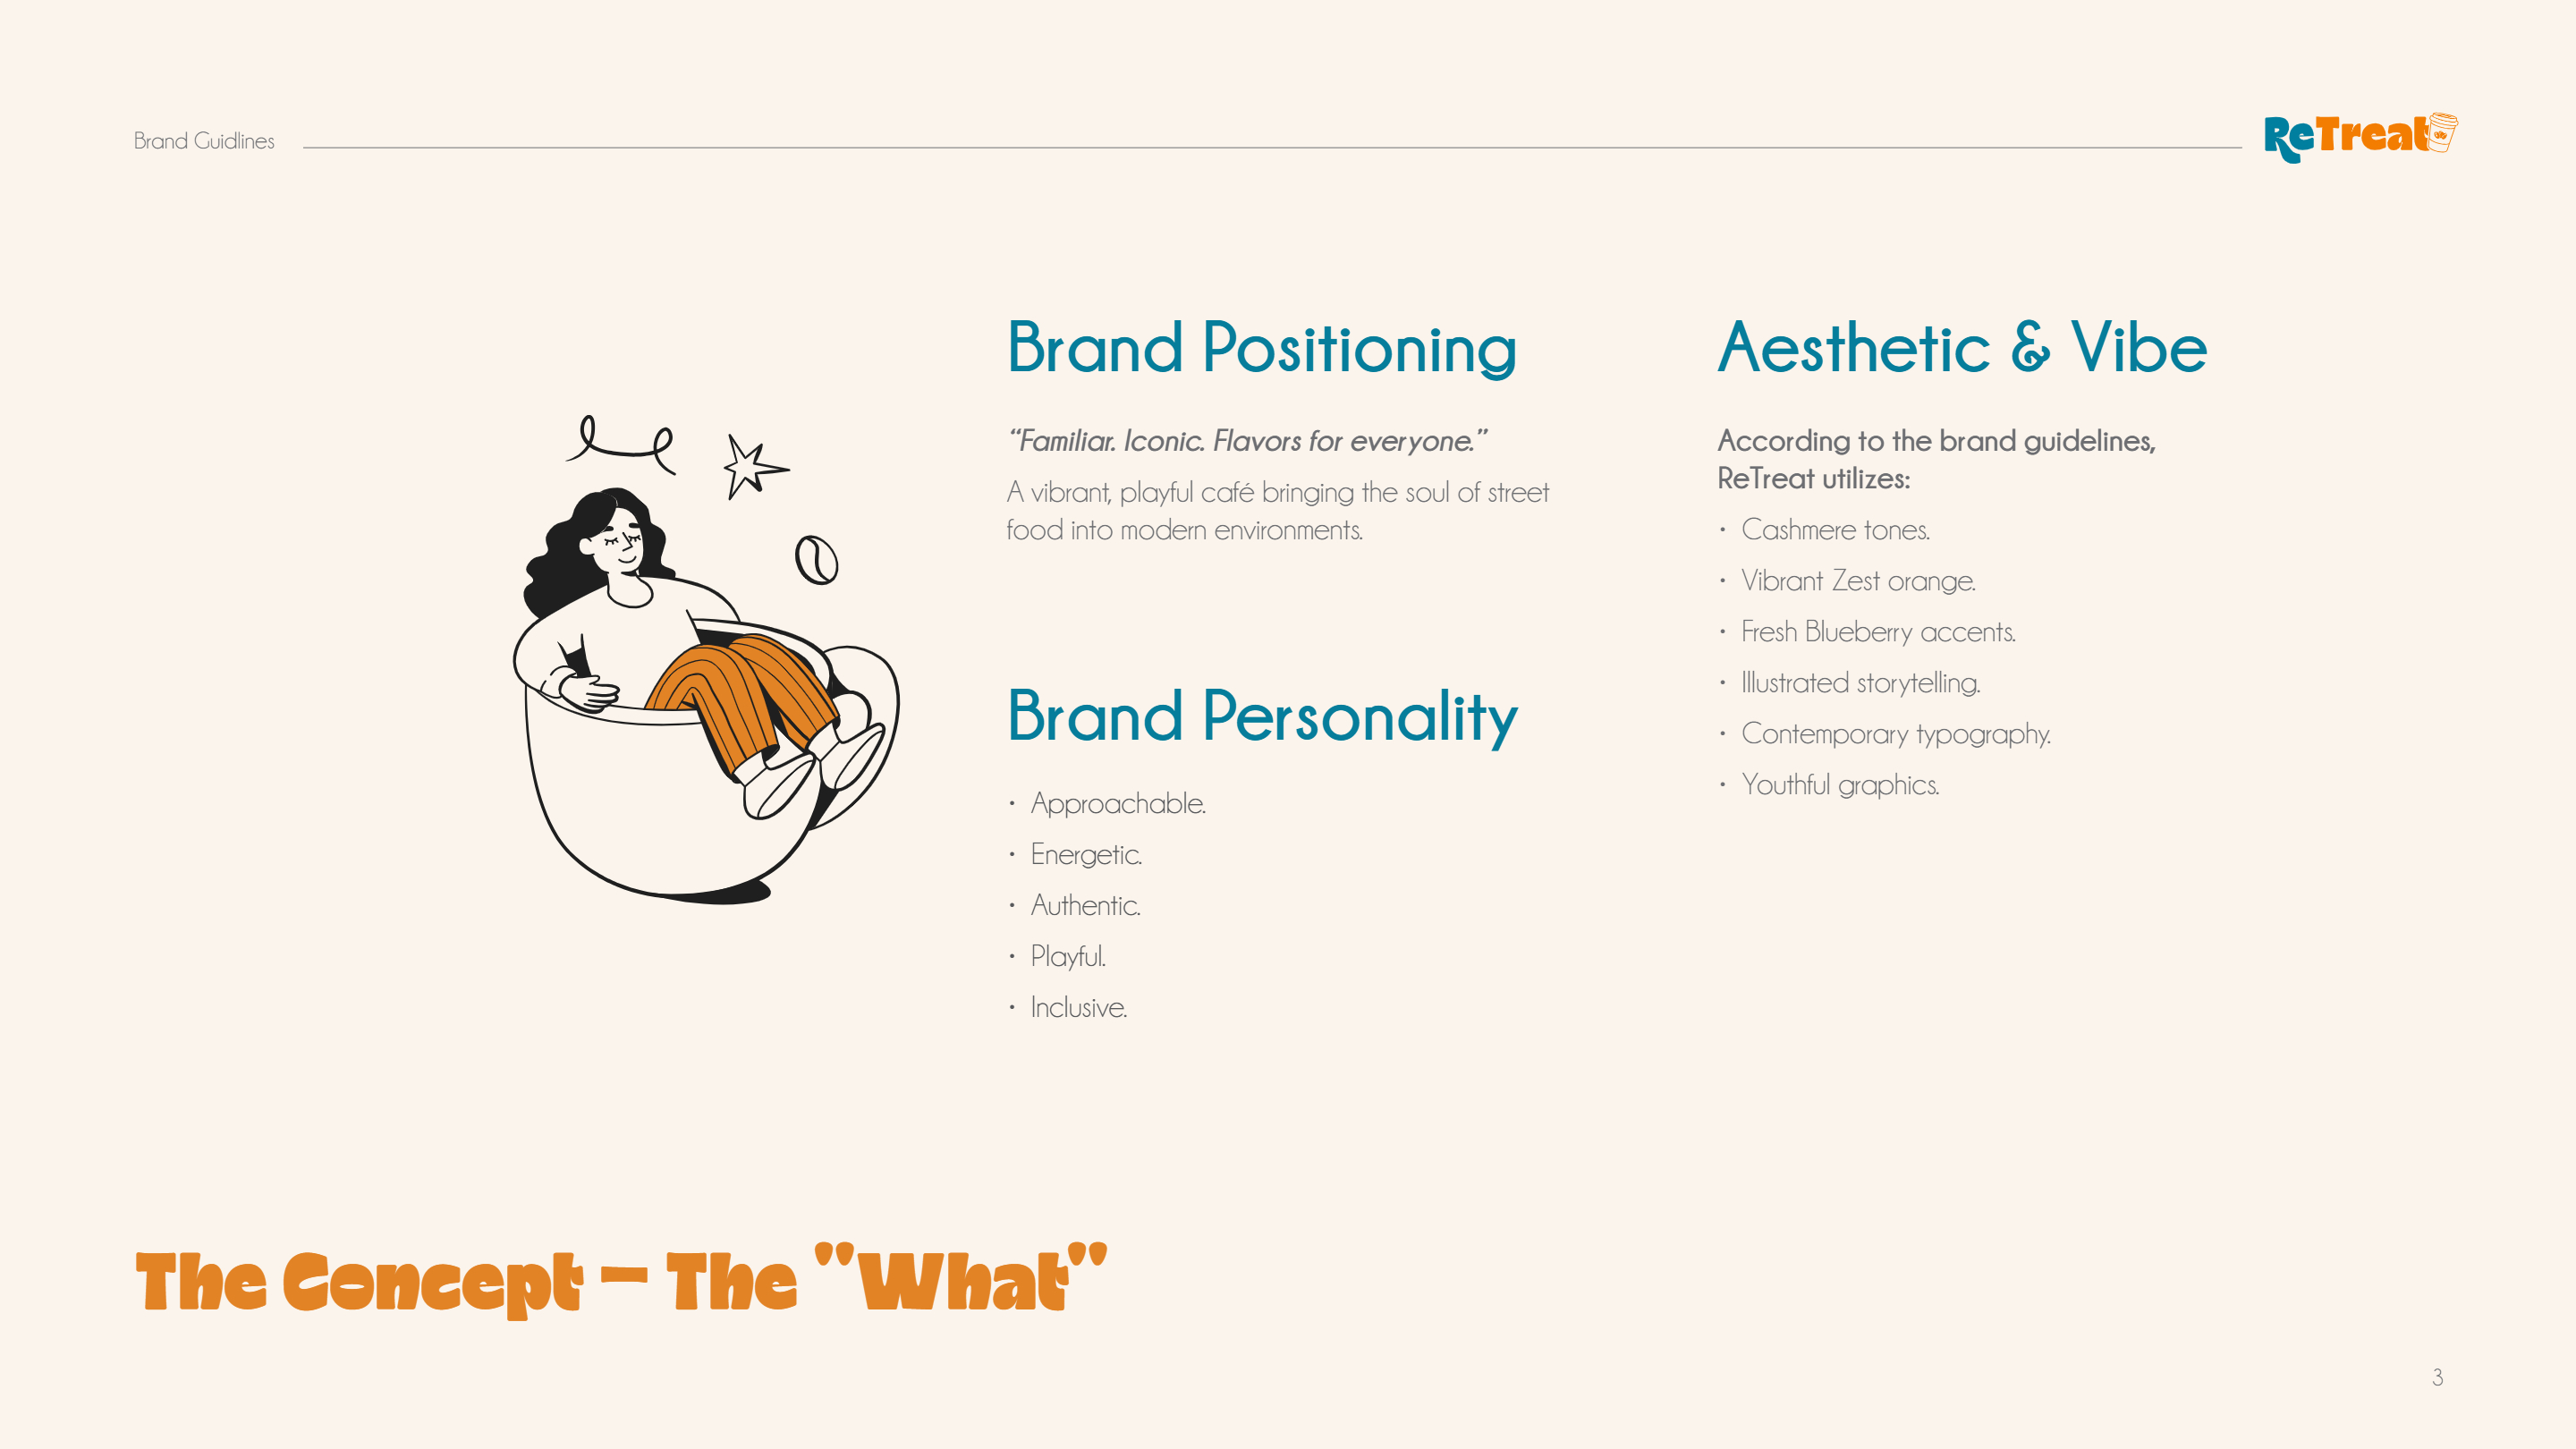 Brand Guidlines
ReTreat
Brand Positioning
“Familiar. Iconic. Flavors for everyone.”
A vibrant, playful café bringing the soul of street
food into modern environments.
Brand Personality
• Approachable.
• Energetic.
• Authentic.
• Playful.
• Inclusive.
Aesthetic & Vibe
According to the brand guidelines,
ReTreat utilizes:
• Cashmere tones.
• Vibrant Zest orange.
• Fresh Blueberry accents.
• Illustrated storytelling.
• Contemporary typography.
• Youthful graphics.
The Concept – The "What"
3